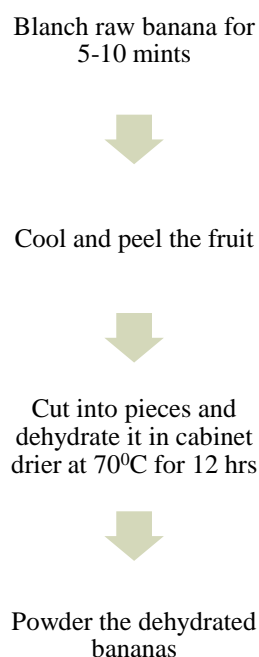 Blanch raw banana for
5-10 mints
Cool and peel the fruit
Cut into pieces and
dehydrate it in cabinet
drier at 70⁰C for 12 hrs
Powder the dehydrated
bananas